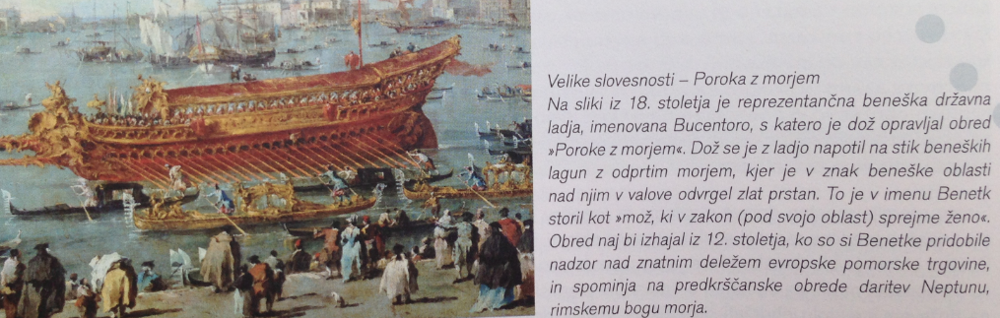 Velike slovesnosti – Poroka z morjem
Na sliki iz 18. stoletja je reprezentančna beneška državna
ladja, imenovana Bucentoro, s katero je dož opravljal obred
»Poroke z morjem«. Dož se je z ladjo napotil na stik beneških
lagun z odprtim morjem, kjer je v znak beneške oblasti
nad njim v valove odvrgel zlat prstan. To je v imenu Benetk
storil kot »mož, ki v zakon (pod svojo oblast) sprejme ženo«.
Obred naj bi izhajal iz 12. stoletja, ko so si Benetke pridobile
nadzor nad znatnim deležem evropske pomorske trgovine,
in spominja na predkrščanske obrede daritev Neptunu,
rimskemu bogu morja.